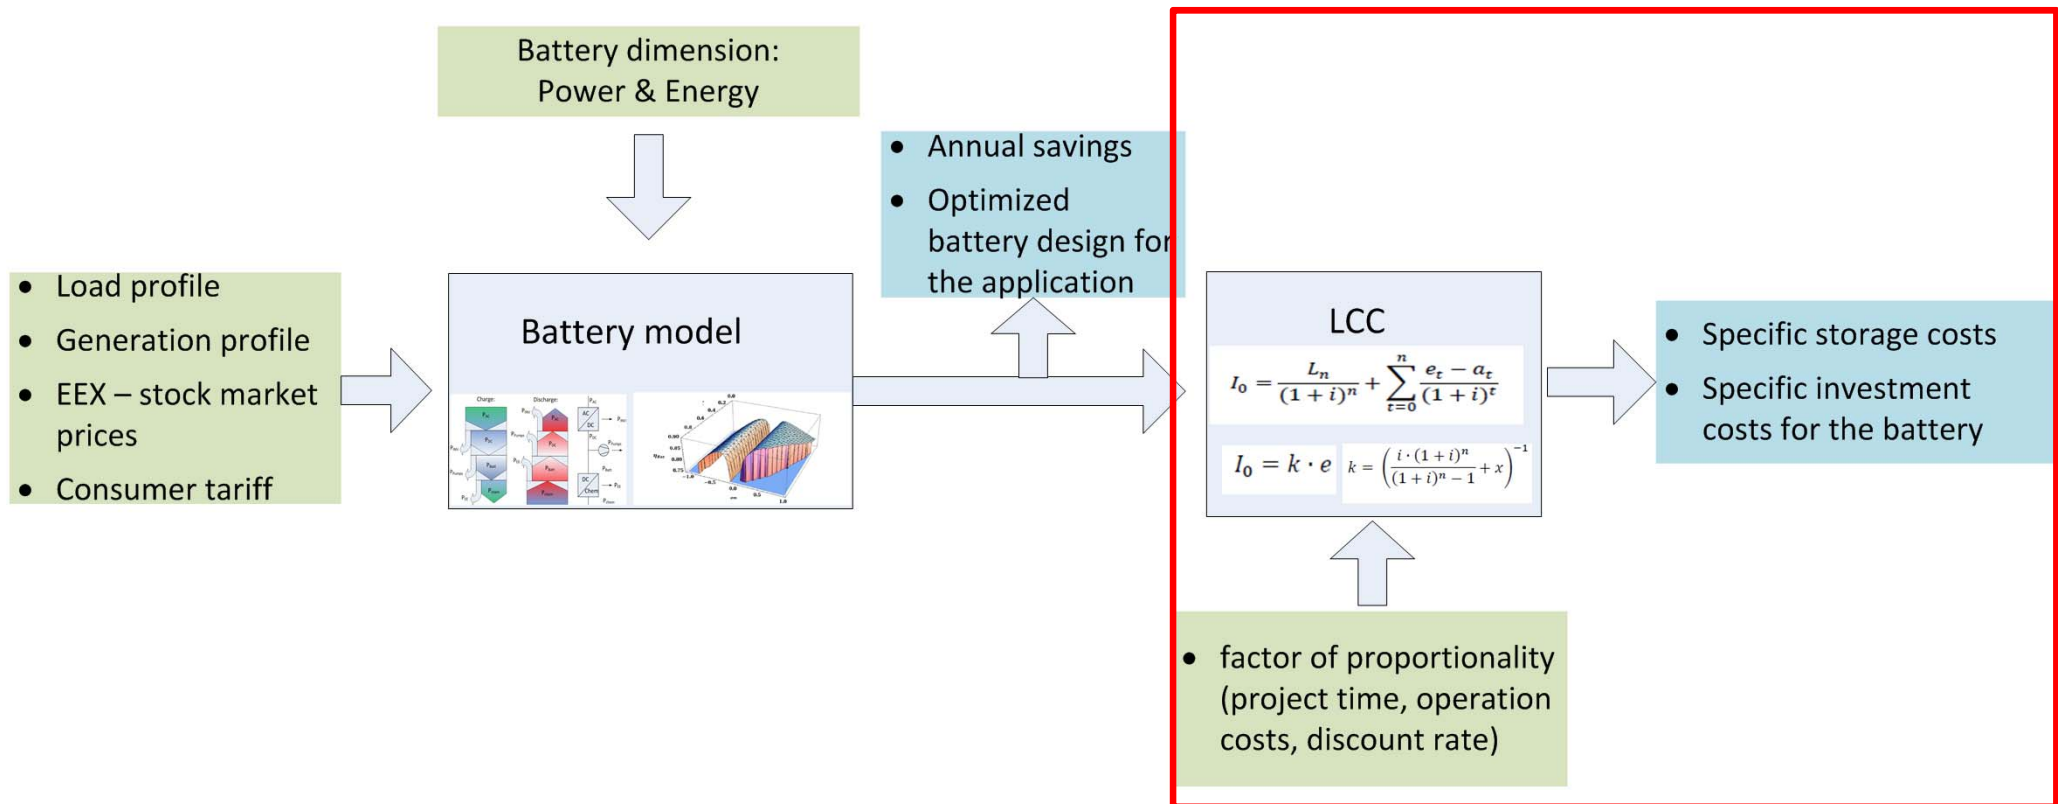 Battery dimension:
Power & Energy
• Annual savings
• Optimized
battery design for
the application
• Load profile
• Generation profile
• EEX – stock market
prices
• Consumer tariff
Battery model
Charge:
Discharge:
LCC
I₀ = Lₙ / (1 + i)ⁿ + ∑ₜ₌₀ⁿ (eₜ − aₜ) / (1 + i)ᵗ
I₀ = k · e
k = (i · (1 + i)ⁿ / ((1 + i)ⁿ − 1) + x)⁻¹
• Specific storage costs
• Specific investment
costs for the battery
• factor of proportionality
(project time, operation
costs, discount rate)